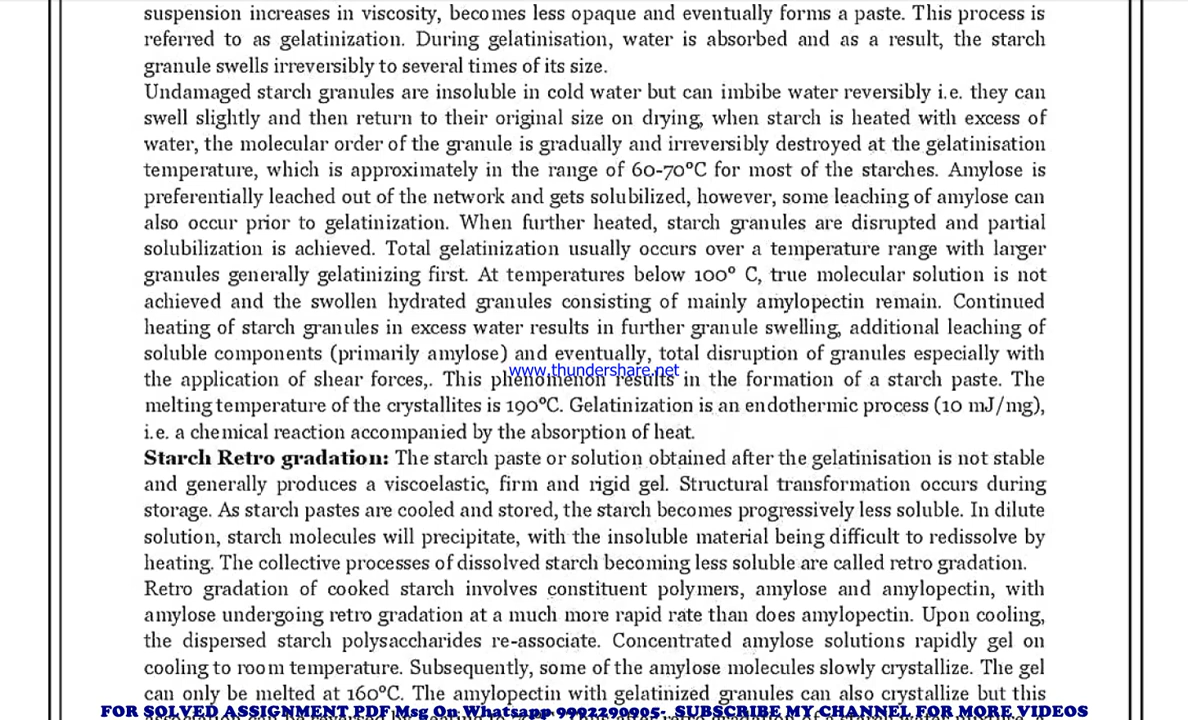 suspension increases in viscosity, becomes less opaque and eventually forms a paste. This process is
referred to as gelatinization. During gelatinisation, water is absorbed and as a result, the starch
granule swells irreversibly to several times of its size.
Undamaged starch granules are insoluble in cold water but can imbibe water reversibly i.e. they can
swell slightly and then return to their original size on drying, when starch is heated with excess of
water, the molecular order of the granule is gradually and irreversibly destroyed at the gelatinisation
temperature, which is approximately in the range of 60-70°C for most of the starches. Amylose is
preferentially leached out of the network and gets solubilized, however, some leaching of amylose can
also occur prior to gelatinization. When further heated, starch granules are disrupted and partial
solubilization is achieved. Total gelatinization usually occurs over a temperature range with larger
granules generally gelatinizing first. At temperatures below 100° C, true molecular solution is not
achieved and the swollen hydrated granules consisting of mainly amylopectin remain. Continued
heating of starch granules in excess water results in further granule swelling, additional leaching of
soluble components (primarily amylose) and eventually, total disruption of granules especially with
www.thundershare.net
the application of shear forces,. This phenomenon results in the formation of a starch paste. The
melting temperature of the crystallites is 190°C. Gelatinization is an endothermic process (10 mJ/mg),
i.e. a chemical reaction accompanied by the absorption of heat.
Starch Retro gradation: The starch paste or solution obtained after the gelatinisation is not stable
and generally produces a viscoelastic, firm and rigid gel. Structural transformation occurs during
storage. As starch pastes are cooled and stored, the starch becomes progressively less soluble. In dilute
solution, starch molecules will precipitate, with the insoluble material being difficult to redissolve by
heating. The collective processes of dissolved starch becoming less soluble are called retro gradation.
Retro gradation of cooked starch involves constituent polymers, amylose and amylopectin, with
amylose undergoing retro gradation at a much more rapid rate than does amylopectin. Upon cooling,
the dispersed starch polysaccharides re-associate. Concentrated amylose solutions rapidly gel on
cooling to room temperature. Subsequently, some of the amylose molecules slowly crystallize. The gel
can only be melted at 160°C. The amylopectin with gelatinized granules can also crystallize but this
FOR SOLVED ASSIGNMENT PDF Msg On Whatsapp 9992290905-  SUBSCRIBE MY CHANNEL FOR MORE VIDEOS